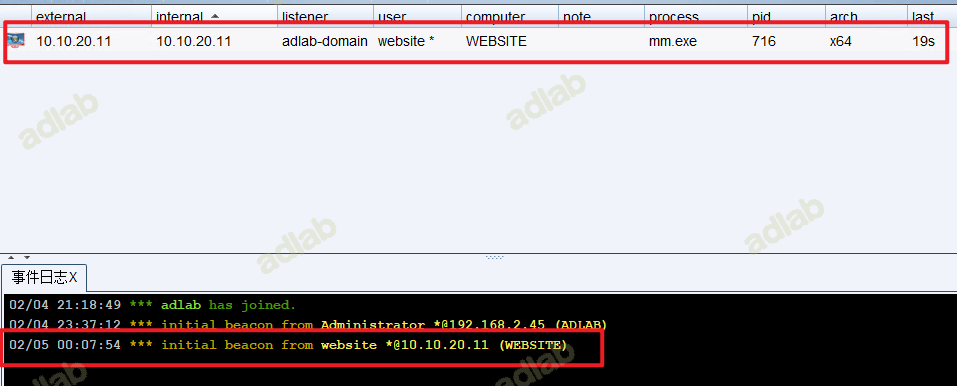 external internal listener user computer note process pid arch last
10.10.20.11 10.10.20.11 adlab-domain website * WEBSITE mm.exe 716 x64 19s
adlab
adlab
adlab
adlab
事件日志X
02/04 21:18:49 *** adlab has joined.
02/04 23:37:12 *** initial beacon from Administrator *@192.168.2.45 (ADLAB)
02/05 00:07:54 *** initial beacon from website *@10.10.20.11 (WEBSITE)
adlab
adlab